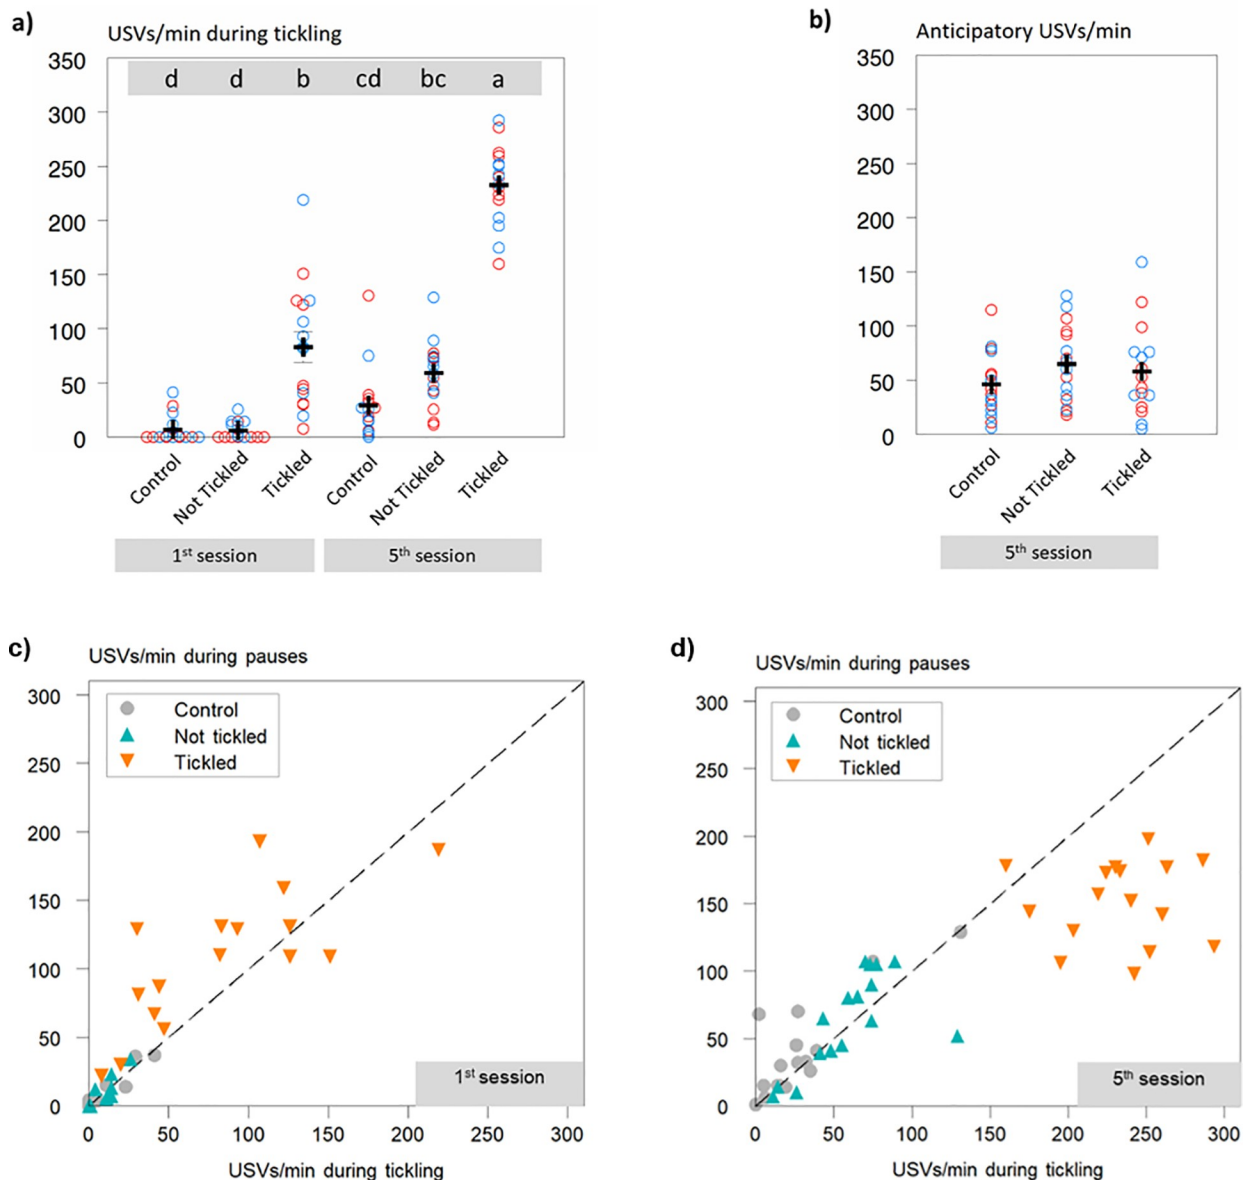 a)
USVs/min during tickling
350
d d b cd bc a
300
250
200
150
100
50
0
Control Not Tickled Tickled Control Not Tickled Tickled
1st session 5th session
b)
Anticipatory USVs/min
350
300
250
200
150
100
50
0
Control Not Tickled Tickled
5th session
c)
USVs/min during pauses
300
Control
Not tickled
Tickled
250
200
150
100
50
0
1st session
0 50 100 150 200 250 300
USVs/min during tickling
d)
USVs/min during pauses
300
Control
Not tickled
Tickled
250
200
150
100
50
0
5th session
0 50 100 150 200 250 300
USVs/min during tickling